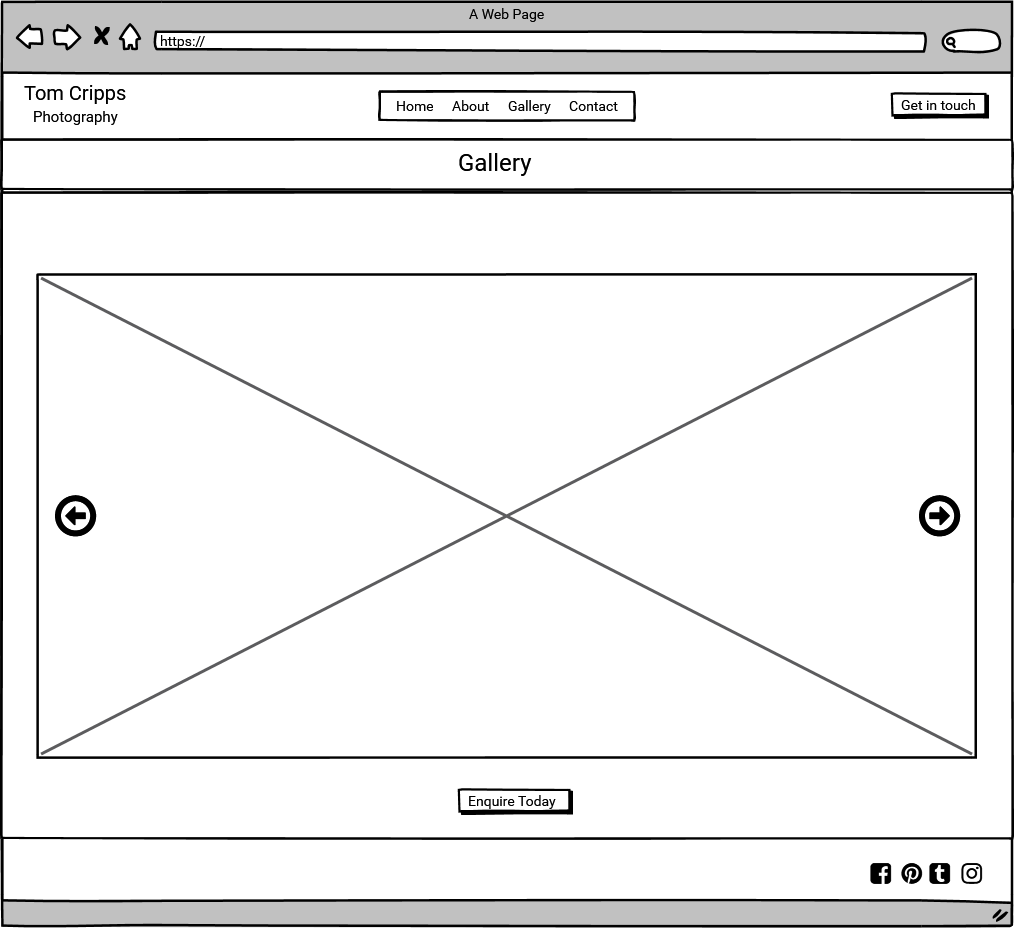 A Web Page
https://
Tom Cripps
Photography
Home About Gallery Contact
Get in touch
Gallery
Enquire Today